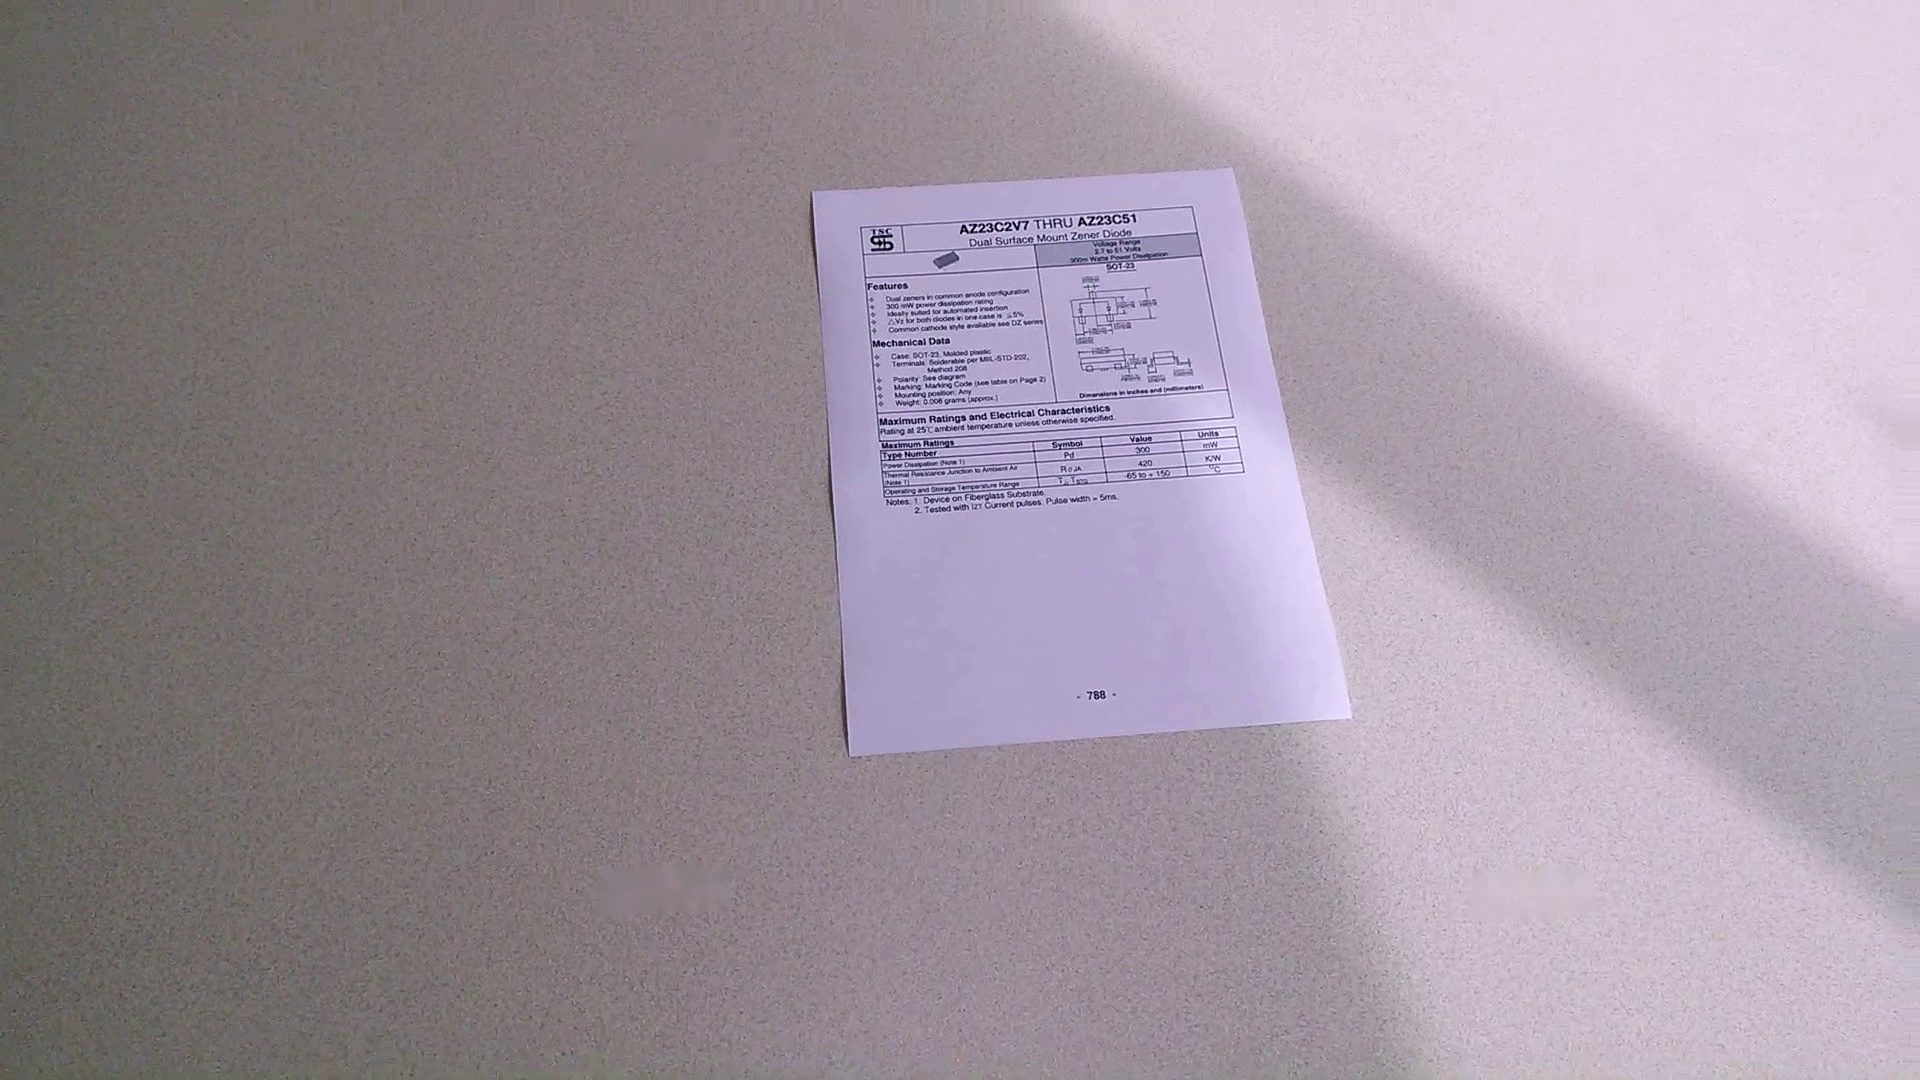 TSC
AZ23C2V7 THRU AZ23C51
Dual Surface Mount Zener Diode
Voltage Range
2.7 to 51 Volts
300m Watts Power Dissipation
SOT-23
Features
Dual zeners in common anode configuration
300 mW power dissipation rating
Ideally suited for automated insertion
△Vz for both diodes in one case is ≦5%
Common cathode style available see DZ series
Mechanical Data
Case: SOT-23, Molded plastic
Terminals: Solderable per MIL-STD-202,
Method 208
Polarity: See diagram
Marking: Marking Code (see table on Page 2)
Mounting position: Any
Weight: 0.008 grams (approx.)
Dimensions in inches and (millimeters)
Maximum Ratings and Electrical Characteristics
Rating at 25℃ ambient temperature unless otherwise specified.
Maximum Ratings
Type Number Symbol Value Units
Power Dissipation (Note 1) Pd 300 mW
Thermal Resistance Junction to Ambient Air
(Note 1) RθJA 420 K/W
Operating and Storage Temperature Range TJ, TSTG -65 to + 150 °C
Notes: 1. Device on Fiberglass Substrate.
2. Tested with IZT Current pulses. Pulse width = 5ms.
- 788 -